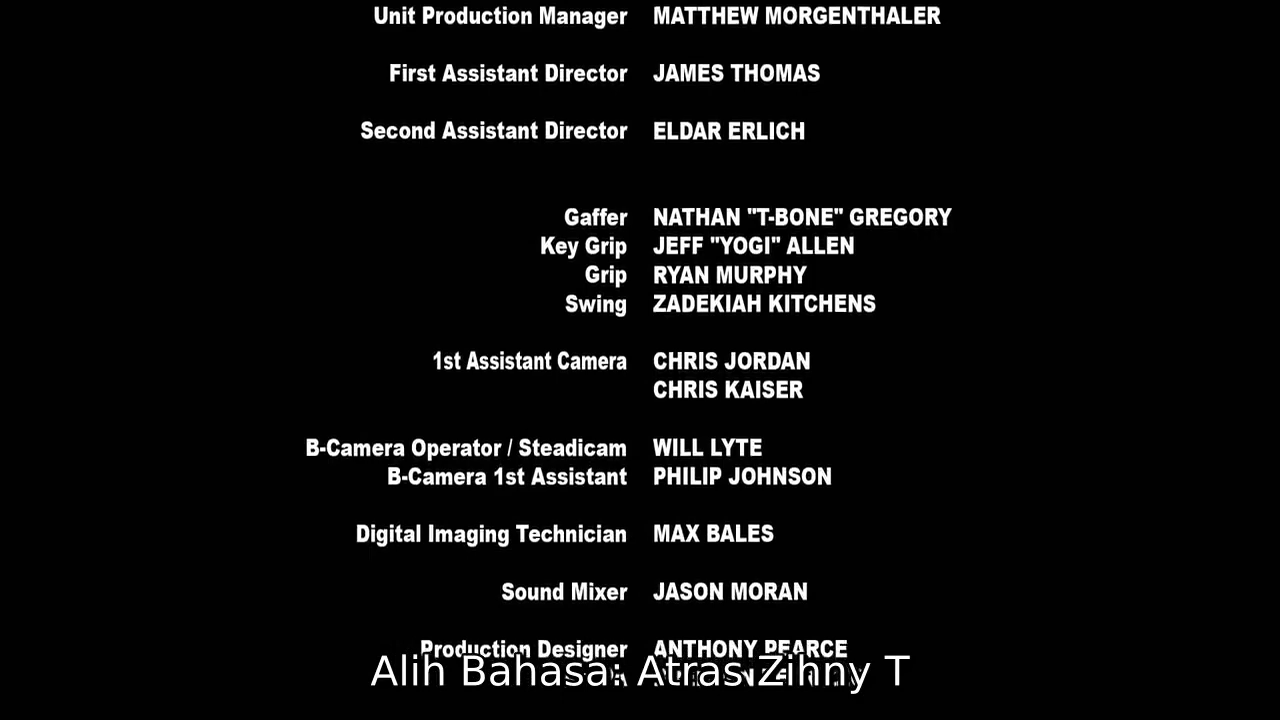 Unit Production Manager MATTHEW MORGENTHALER
First Assistant Director JAMES THOMAS
Second Assistant Director ELDAR ERLICH
Gaffer NATHAN "T-BONE" GREGORY
Key Grip JEFF "YOGI" ALLEN
Grip RYAN MURPHY
Swing ZADEKIAH KITCHENS
1st Assistant Camera CHRIS JORDAN
CHRIS KAISER
B-Camera Operator / Steadicam WILL LYTE
B-Camera 1st Assistant PHILIP JOHNSON
Digital Imaging Technician MAX BALES
Sound Mixer JASON MORAN
Production Designer ANTHONY PEARCE
Alih Bahasa: Atras Zihny T